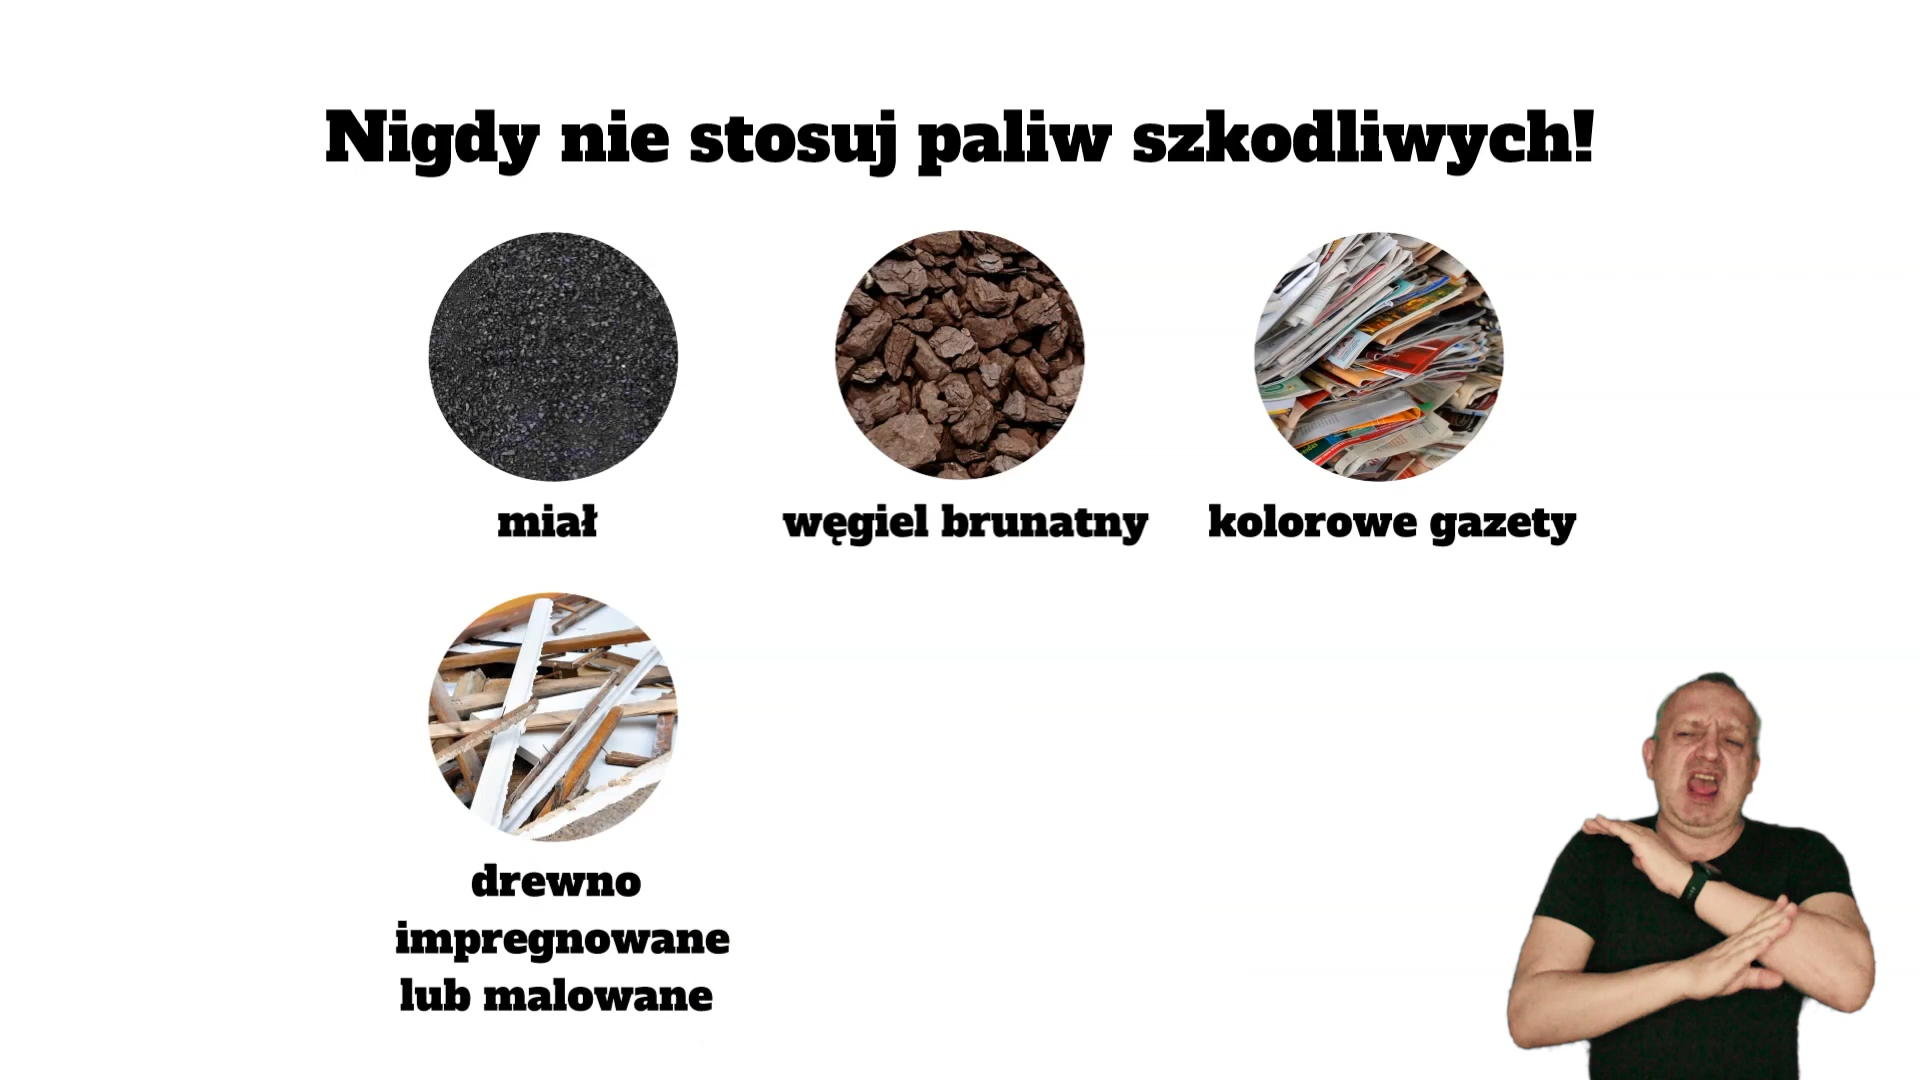 Nigdy nie stosuj paliw szkodliwych!
miał
węgiel brunatny
kolorowe gazety
drewno
impregnowane
lub malowane